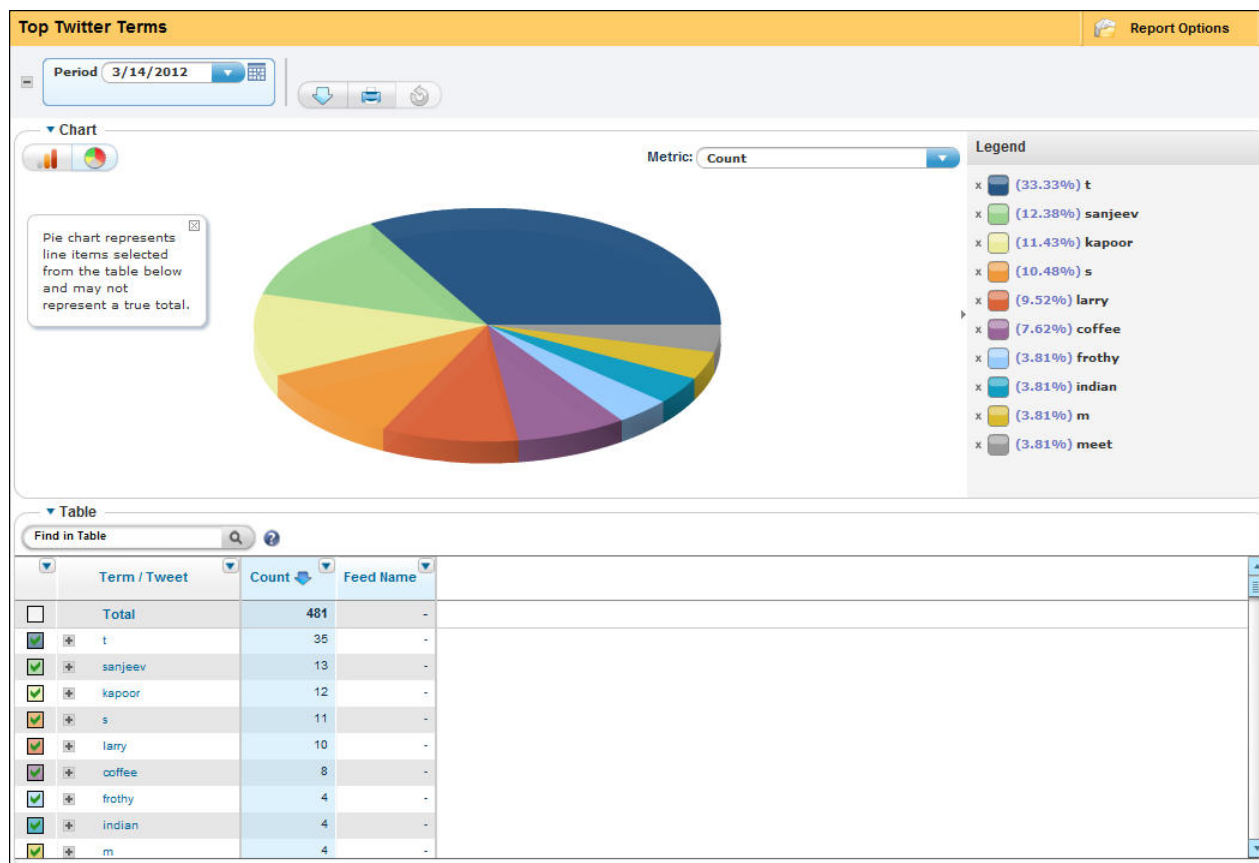 Top Twitter Terms
Report Options
Period 3/14/2012
Chart
Metric: Count
Legend
Pie chart represents
line items selected
from the table below
and may not
represent a true total.
x (33.33%) t
x (12.38%) sanjeev
x (11.43%) kapoor
x (10.48%) s
x (9.52%) larry
x (7.62%) coffee
x (3.81%) frothy
x (3.81%) indian
x (3.81%) m
x (3.81%) meet
Table
Find in Table
Term / Tweet Count Feed Name
Total 481 -
t 35 -
sanjeev 13 -
kapoor 12 -
s 11 -
larry 10 -
coffee 8 -
frothy 4 -
indian 4 -
m 4 -